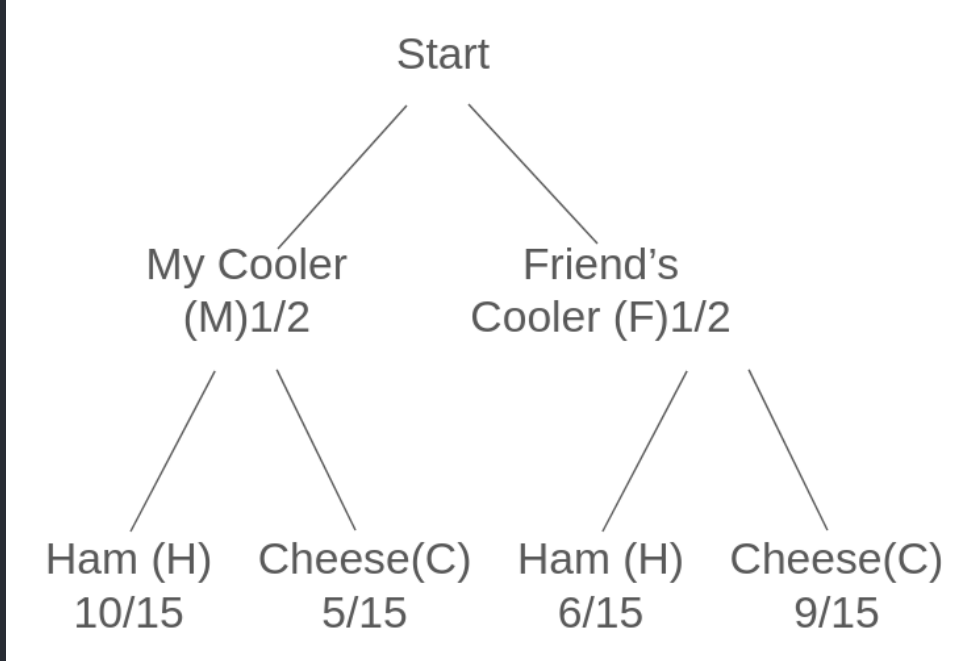 Start
My Cooler
(M)1/2
Friend’s
Cooler (F)1/2
Ham (H)
10/15
Cheese(C)
5/15
Ham (H)
6/15
Cheese(C)
9/15